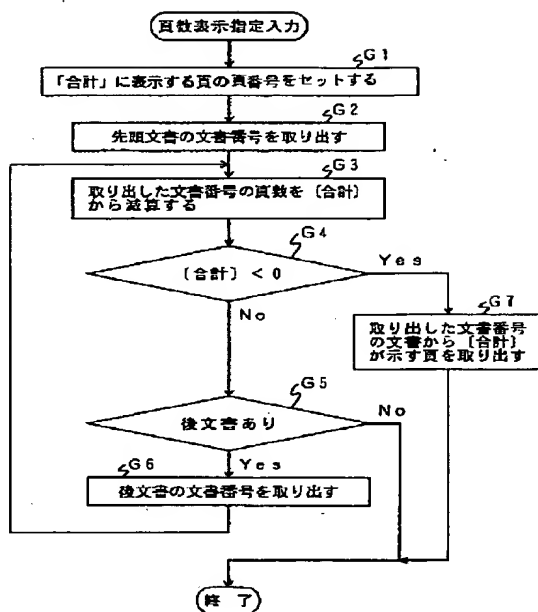 頁数表示指定入力
G1
「合計」に表示する頁の頁番号をセットする
G2
先頭文書の文書番号を取り出す
G3
取り出した文書番号の頁数を〔合計〕
から減算する
G4
〔合計〕<0
Yes
No
G7
取り出した文書番号
の文書から〔合計〕
が示す頁を取り出す
G5
後文書あり
No
Yes
G6
後文書の文書番号を取り出す
終了